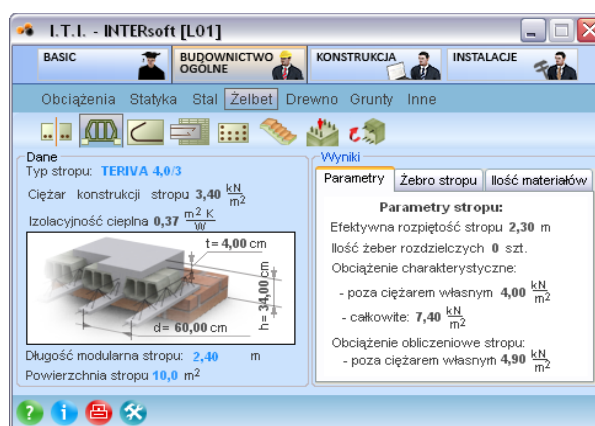 I.T.I. - INTERsoft [L01]
BASIC
BUDOWNICTWO OGÓLNE
KONSTRUKCJA
INSTALACJE
Obciążenia Statyka Stal Żelbet Drewno Grunty Inne
Dane
Typ stropu: TERIVA 4,0/3
Ciężar konstrukcji stropu 3,40 kN/m²
Izolacyjność cieplna 0,37 m² K/W
t= 4,00 cm
h= 34,00 cm
d= 60,00 cm
Długość modularna stropu: 2,40 m
Powierzchnia stropu 10,0 m²
Wyniki
Parametry Żebro stropu Ilość materiałów
Parametry stropu:
Efektywna rozpiętość stropu 2,30 m
Ilość żeber rozdzielczych 0 szt.
Obciążenie charakterystyczne:
- poza ciężarem własnym 4,00 kN/m²
- całkowite: 7,40 kN/m²
Obciążenie obliczeniowe stropu:
- poza ciężarem własnym 4,90 kN/m²